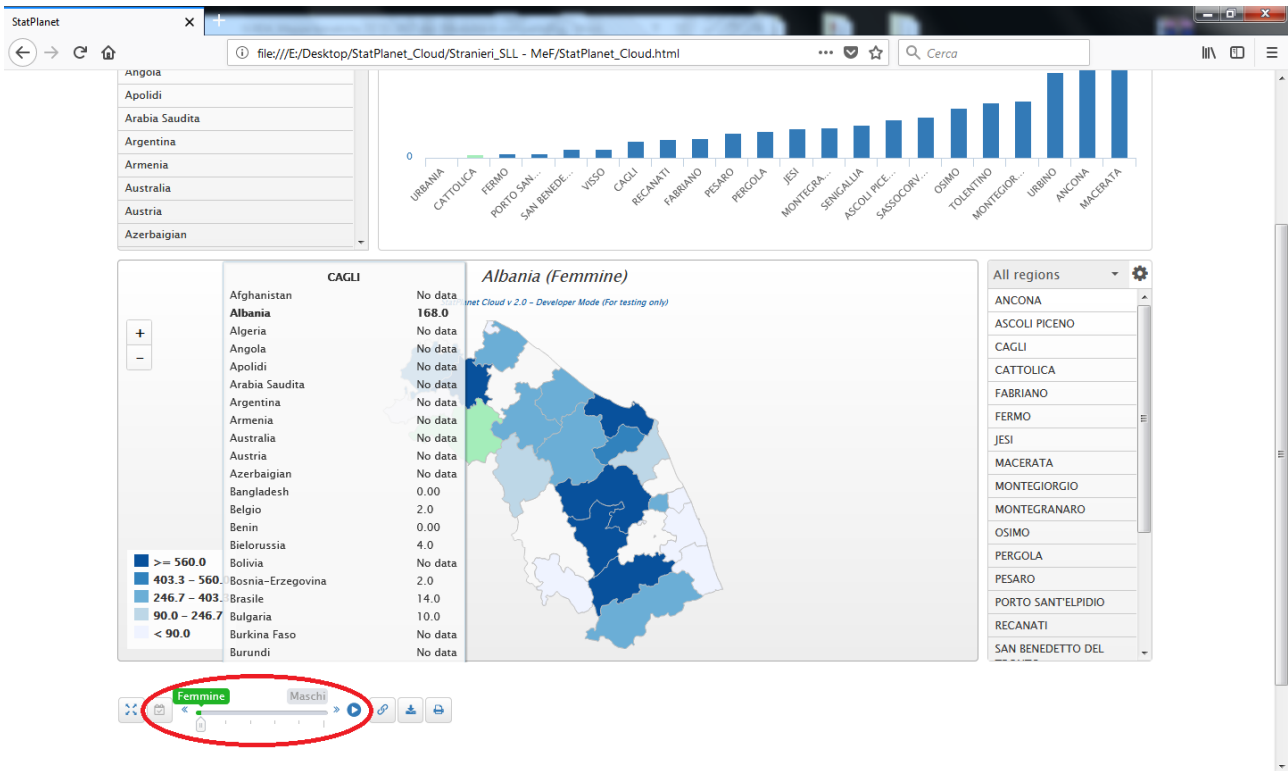 StatPlanet
file:///E:/Desktop/StatPlanet_Cloud/Stranieri_SLL - MeF/StatPlanet_Cloud.html
Cerca
Angola
Apolidi
Arabia Saudita
Argentina
Armenia
Australia
Austria
Azerbaigian
0
URBANIA
CATTOLICA
FERMO
PORTO SAN...
SAN BENEDE...
VISSO
CAGLI
RECANATI
FABRIANO
PESARO
PERGOLA
JESI
MONTEGRA...
SENIGALLIA
ASCOLI PICE...
SASSOCORV...
OSIMO
TOLENTINO
MONTEGIOR...
URBINO
ANCONA
MACERATA
+
−
CAGLI
Afghanistan No data
Albania 168.0
Algeria No data
Angola No data
Apolidi No data
Arabia Saudita No data
Argentina No data
Armenia No data
Australia No data
Austria No data
Azerbaigian No data
Bangladesh 0.00
Belgio 2.0
Benin 0.00
Bielorussia 4.0
Bolivia No data
Bosnia-Erzegovina 2.0
Brasile 14.0
Bulgaria 10.0
Burkina Faso No data
Burundi No data
Albania (Femmine)
net Cloud v 2.0 - Developer Mode (For testing only)
>= 560.0
403.3 - 560.
246.7 - 403.
90.0 - 246.7
< 90.0
All regions
ANCONA
ASCOLI PICENO
CAGLI
CATTOLICA
FABRIANO
FERMO
JESI
MACERATA
MONTEGIORGIO
MONTEGRANARO
OSIMO
PERGOLA
PESARO
PORTO SANT'ELPIDIO
RECANATI
SAN BENEDETTO DEL
Femmine Maschi